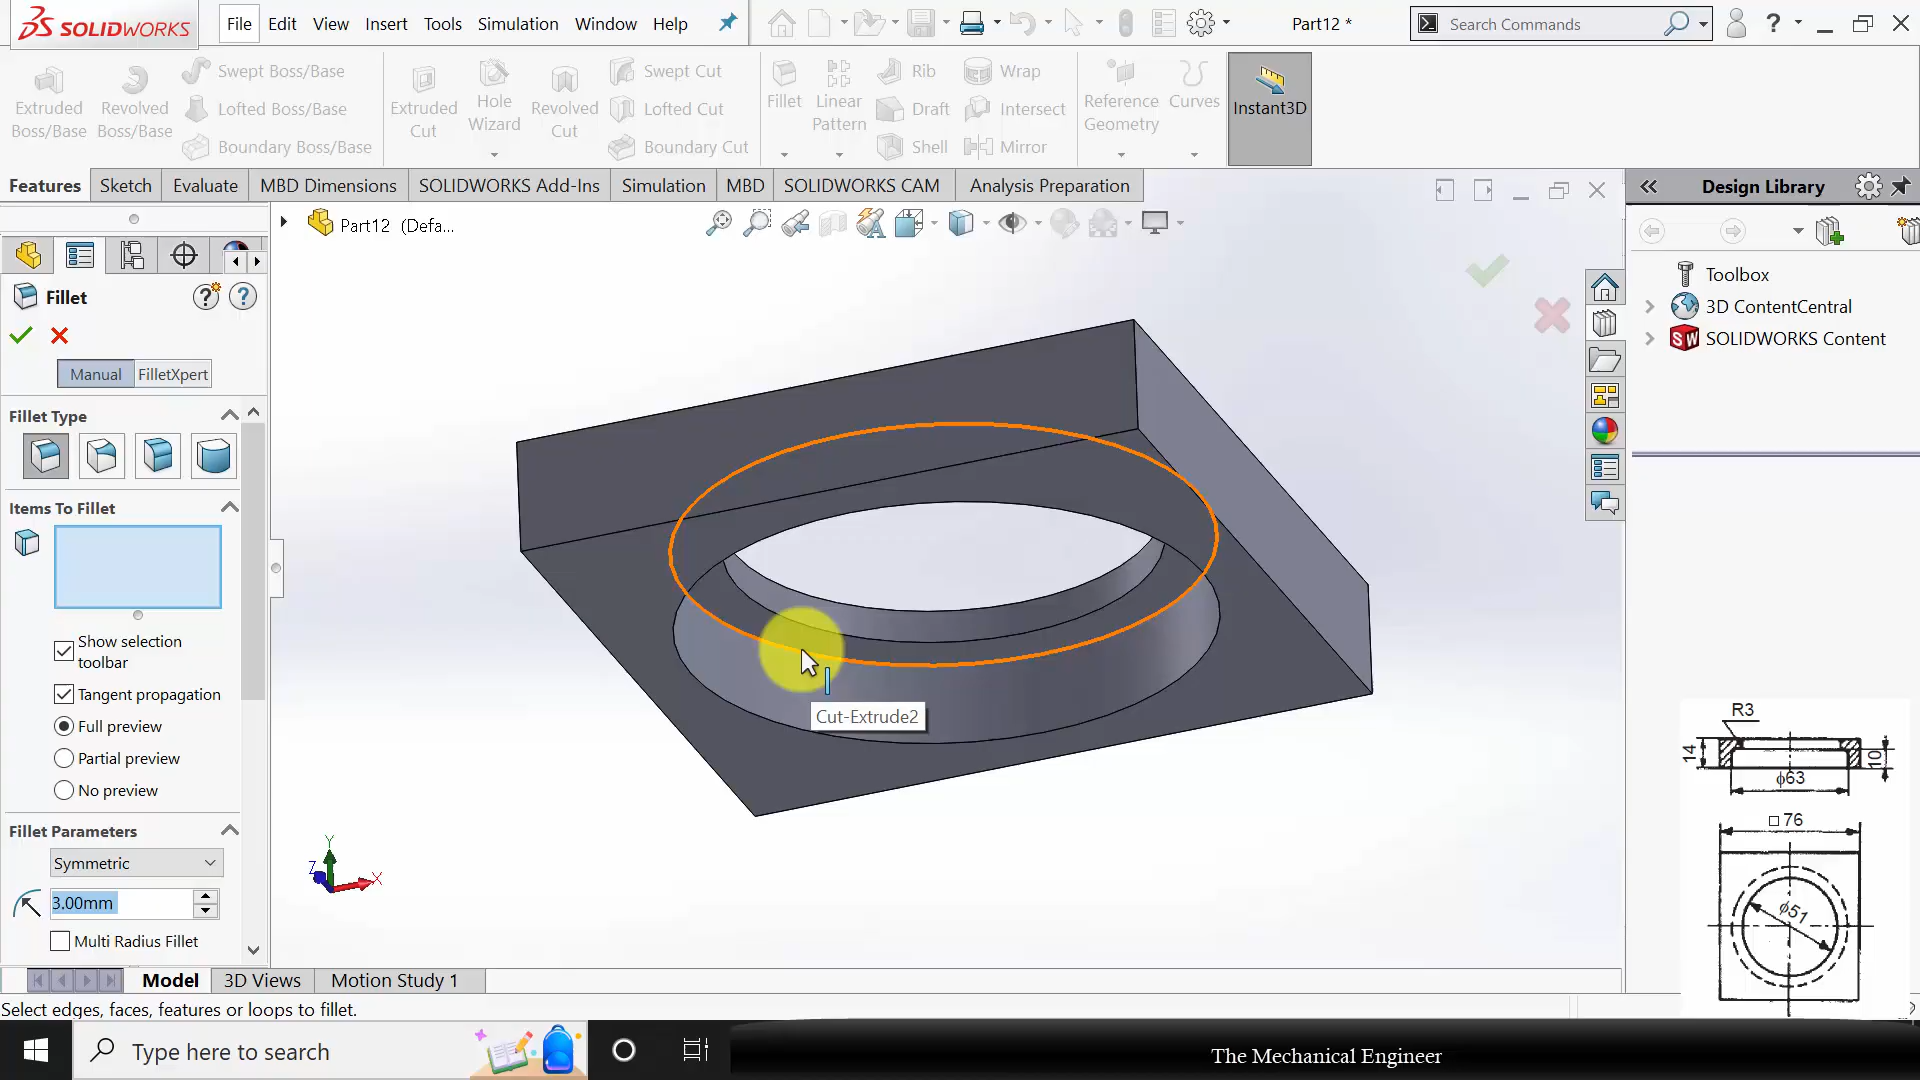 SOLIDWORKS
File Edit View Insert Tools Simulation Window Help
Part12 *
Search Commands
?
Extruded Boss/Base
Revolved Boss/Base
Swept Boss/Base
Lofted Boss/Base
Boundary Boss/Base
Extruded Cut
Hole Wizard
Revolved Cut
Swept Cut
Lofted Cut
Boundary Cut
Fillet
Linear Pattern
Rib
Draft
Shell
Wrap
Intersect
Mirror
Reference Geometry
Curves
Instant3D
Features Sketch Evaluate MBD Dimensions SOLIDWORKS Add-Ins Simulation MBD SOLIDWORKS CAM Analysis Preparation
Design Library
Part12 (Defa...
Toolbox
3D ContentCentral
SOLIDWORKS Content
Fillet
Manual FilletXpert
Fillet Type
Items To Fillet
Show selection
toolbar
Tangent propagation
Full preview
Partial preview
No preview
Fillet Parameters
Symmetric
3.00mm
Multi Radius Fillet
Cut-Extrude2
Y
Z
X
R3
14
10
ϕ63
□ 76
ϕ51
Model 3D Views Motion Study 1
Select edges, faces, features or loops to fillet.
Type here to search
The Mechanical Engineer